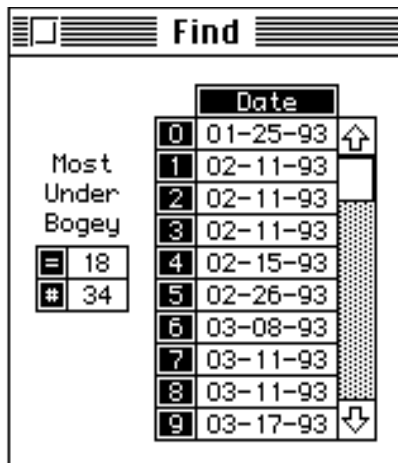 Find
Most
Under
Bogey
= 18
# 34
Date
0 01-25-93
1 02-11-93
2 02-11-93
3 02-11-93
4 02-15-93
5 02-26-93
6 03-08-93
7 03-11-93
8 03-11-93
9 03-17-93